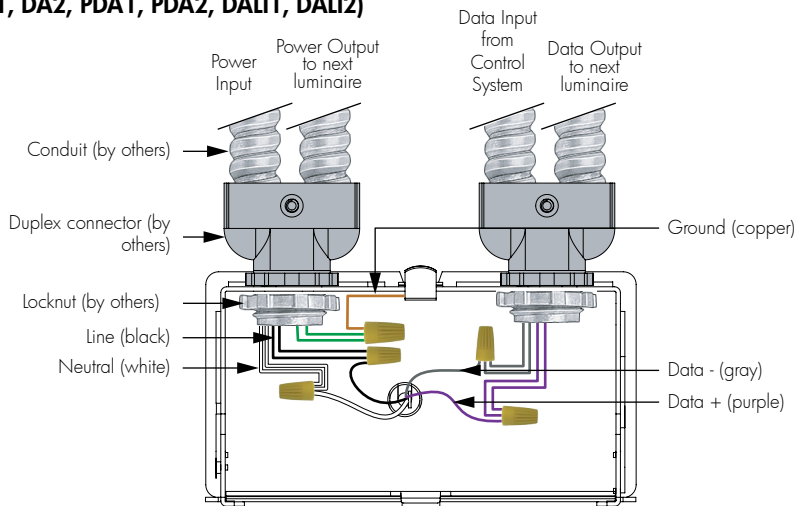 1, DA2, PDA1, PDA2, DALI1, DALI2)
Power
Input
Power Output
to next
luminaire
Data Input
from
Control
System
Data Output
to next
luminaire
Conduit (by others)
Duplex connector (by
others)
Ground (copper)
Locknut (by others)
Line (black)
Neutral (white)
Data - (gray)
Data + (purple)